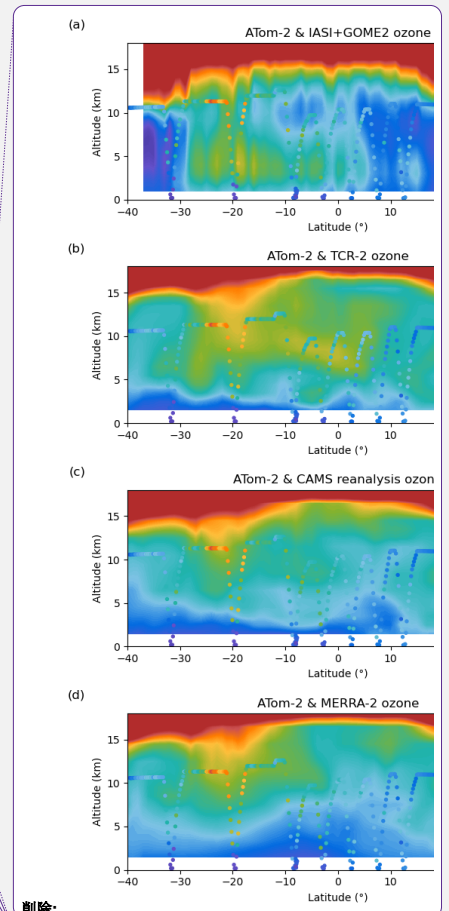 (a)
ATom-2 & IASI+GOME2 ozone
Altitude (km)
15
10
5
0
−40 −30 −20 −10 0 10
Latitude (°)
(b)
ATom-2 & TCR-2 ozone
Altitude (km)
15
10
5
0
−40 −30 −20 −10 0 10
Latitude (°)
(c)
ATom-2 & CAMS reanalysis ozon
Altitude (km)
15
10
5
0
−40 −30 −20 −10 0 10
Latitude (°)
(d)
ATom-2 & MERRA-2 ozone
Altitude (km)
15
10
5
0
−40 −30 −20 −10 0 10
Latitude (°)
削除: